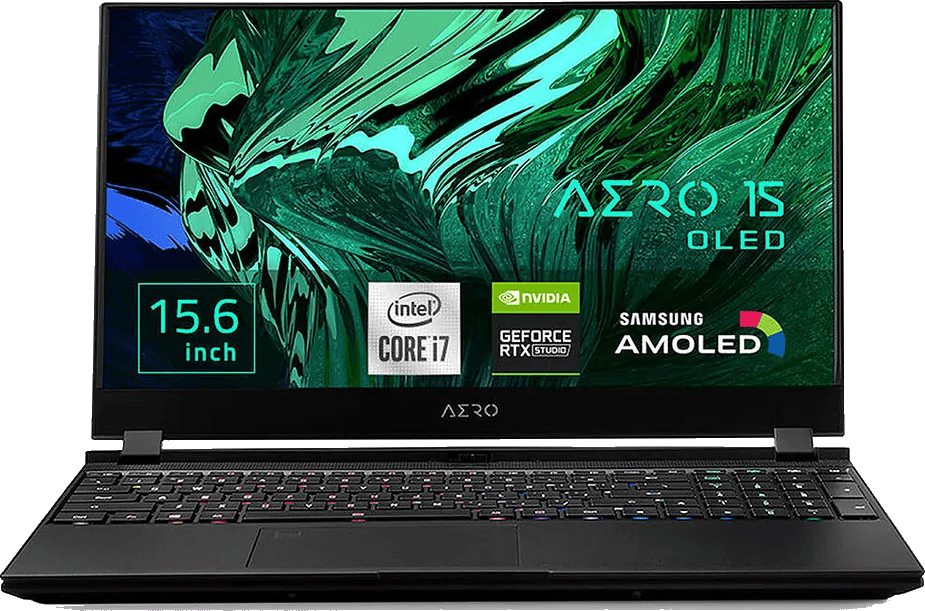 AERO 15
OLED
15.6
inch
intel
CORE i7
NVIDIA
GEFORCE
RTX STUDIO
SAMSUNG
AMOLED
AERO